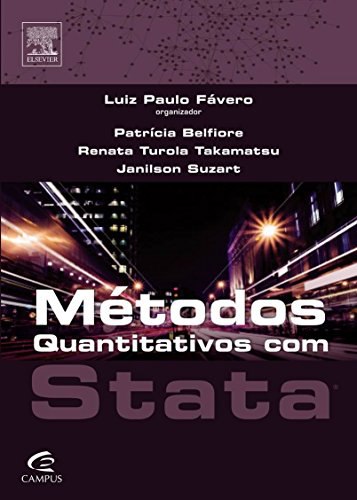 ELSEVIER
Luiz Paulo Fávero
organizador
Patrícia Belfiore
Renata Turola Takamatsu
Janilson Suzart
Métodos
Quantitativos com
Stata®
CAMPUS